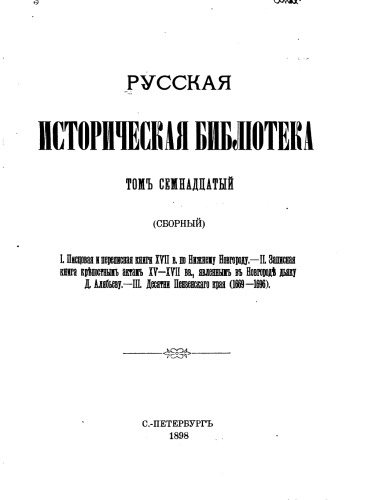 РУССКАЯ
ИСТОРИЧЕСКАЯ БИБЛІОТЕКА
ТОМЪ СЕМНАДЦАТЫЙ
(СБОРНЫЙ)
I. Писцовая и переписная книги XVII в. по Нижнему Новгороду.—II. Записная
книга крѣпостнымъ актамъ XV—XVII вв., явленнымъ въ Новгородѣ дьяку
Д. Алябьеву.—III. Десятни Пензенскаго края (1669—1696).
С.-ПЕТЕРБУРГЪ
1898